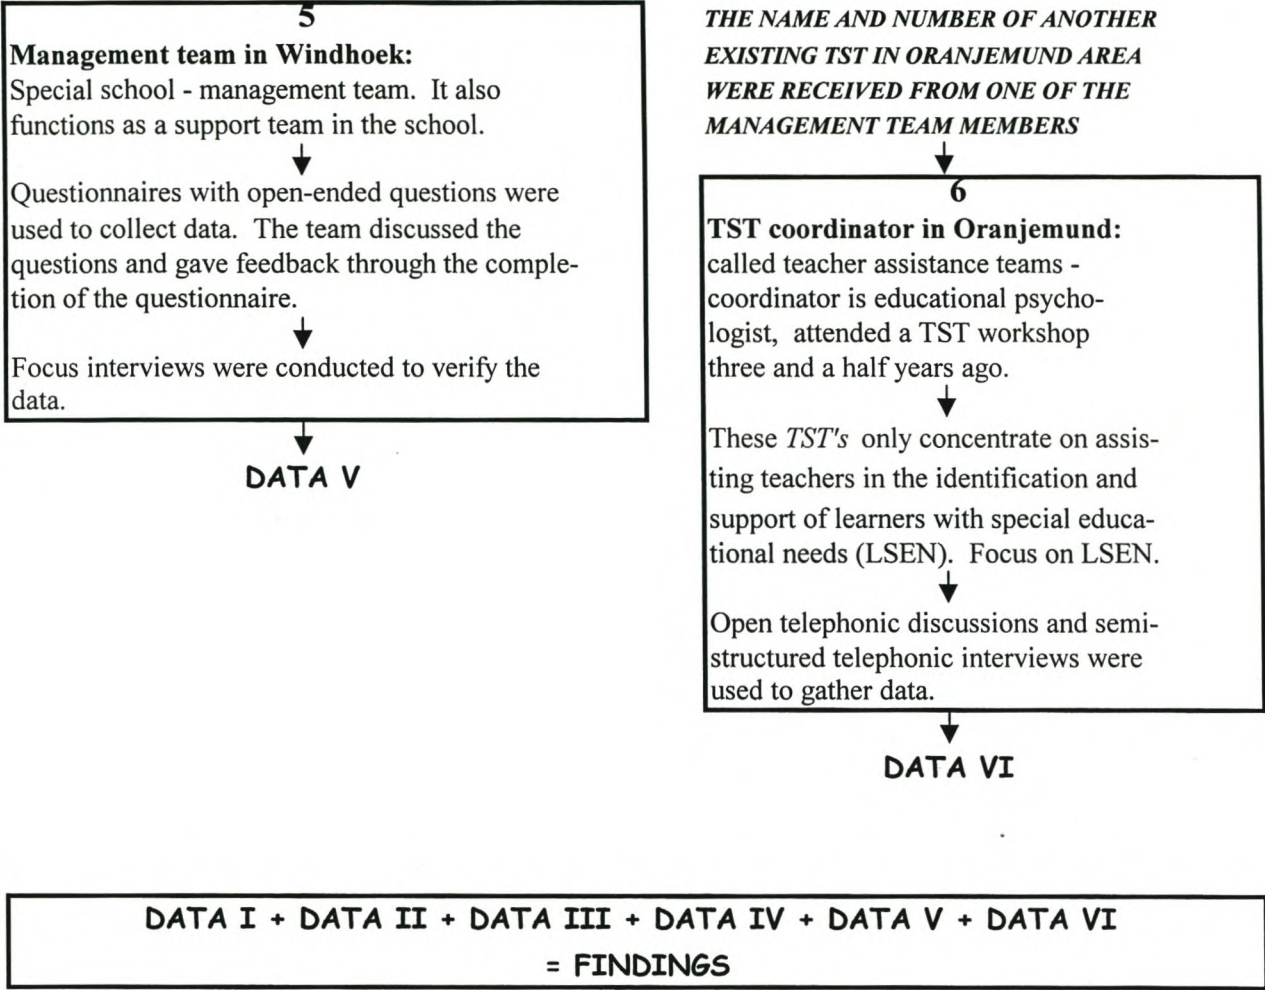 5
Management team in Windhoek:
Special school - management team. It also
functions as a support team in the school.
Questionnaires with open-ended questions were
used to collect data. The team discussed the
questions and gave feedback through the comple-
tion of the questionnaire.
Focus interviews were conducted to verify the
data.
DATA V
THE NAME AND NUMBER OF ANOTHER
EXISTING TST IN ORANJEMUND AREA
WERE RECEIVED FROM ONE OF THE
MANAGEMENT TEAM MEMBERS
6
TST coordinator in Oranjemund:
called teacher assistance teams -
coordinator is educational psycho-
logist, attended a TST workshop
three and a half years ago.
These TST's only concentrate on assis-
ting teachers in the identification and
support of learners with special educa-
tional needs (LSEN). Focus on LSEN.
Open telephonic discussions and semi-
structured telephonic interviews were
used to gather data.
DATA VI
DATA I + DATA II + DATA III + DATA IV + DATA V + DATA VI
= FINDINGS